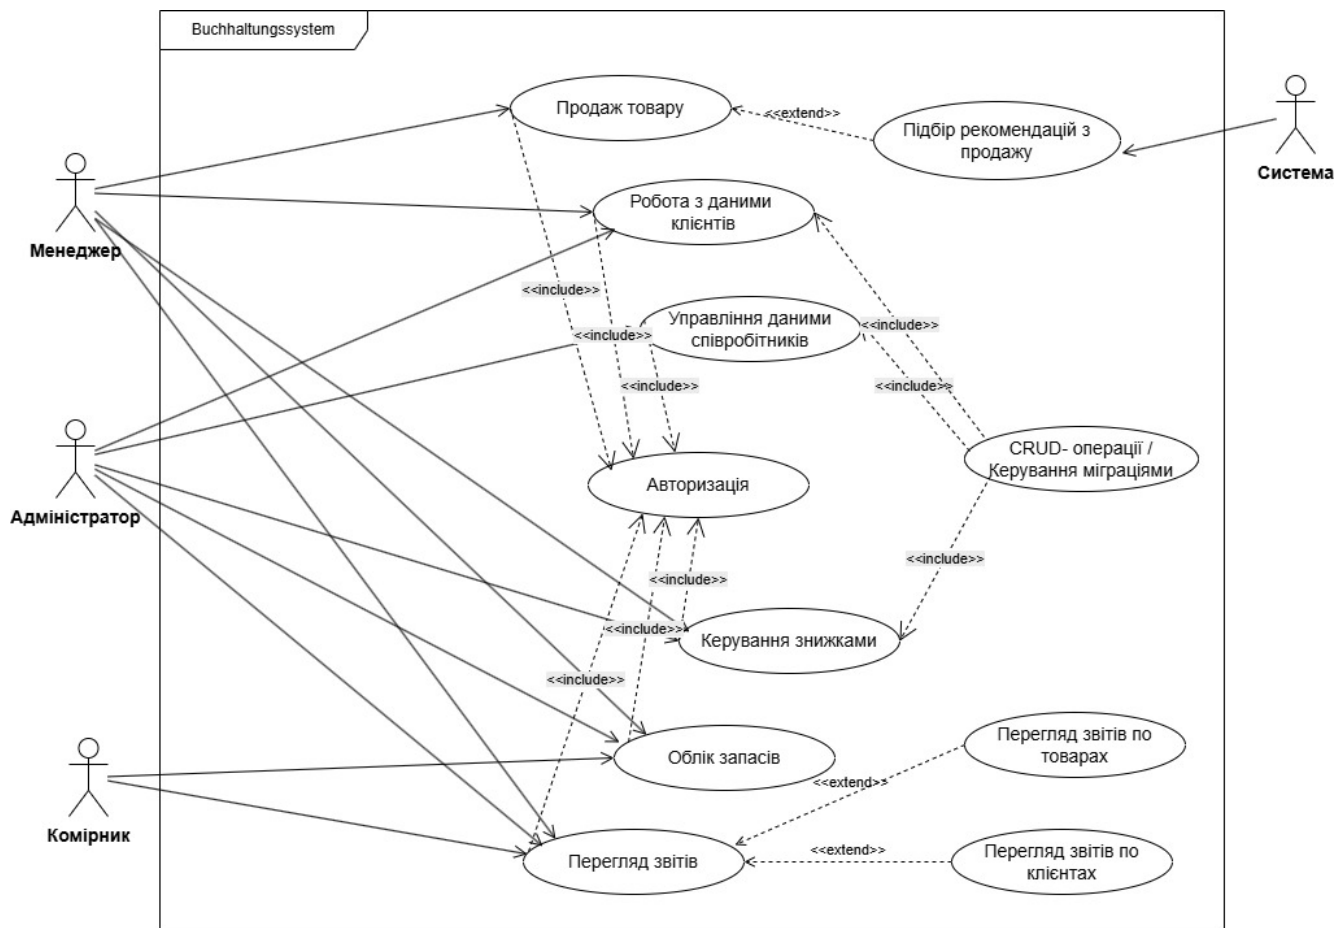 Buchhaltungssystem
Продаж товару
<<extend>>
Підбір рекомендацій з
продажу
Система
Менеджер
Робота з даними
клієнтів
<<include>>
Управління даними
співробітників
<<include>>
<<include>>
<<include>>
<<include>>
CRUD- операції /
Керування міграціями
Авторизація
Адміністратор
<<include>>
<<include>>
<<include>>
Керування знижками
<<include>>
Облік запасів
Перегляд звітів по
товарах
<<extend>>
Комірник
Перегляд звітів
<<extend>>
Перегляд звітів по
клієнтах